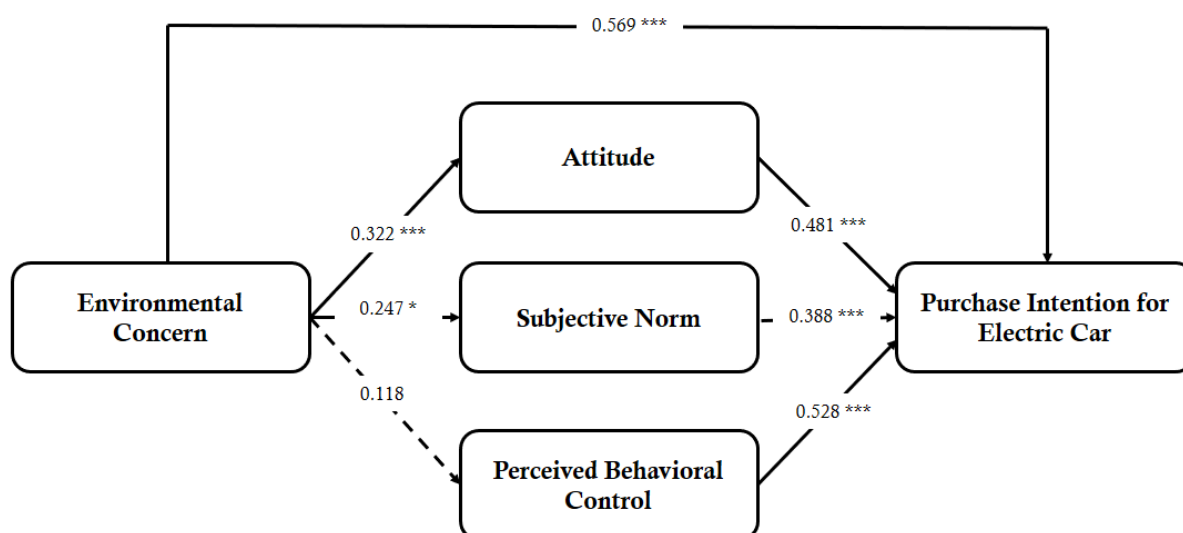 0.569 ***
Attitude
0.322 ***
0.481 ***
Environmental
Concern
0.247 *
Subjective Norm
0.388 ***
Purchase Intention for
Electric Car
0.118
0.528 ***
Perceived Behavioral
Control